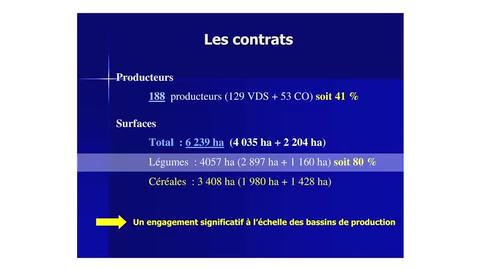 Les contrats
Producteurs
188 producteurs (129 VDS + 53 CO) soit 41 %
Surfaces
Total : 6 239 ha (4 035 ha + 2 204 ha)
Légumes : 4057 ha (2 897 ha + 1 160 ha) soit 80 %
Céréales : 3 408 ha (1 980 ha + 1 428 ha)
Un engagement significatif à l'échelle des bassins de production